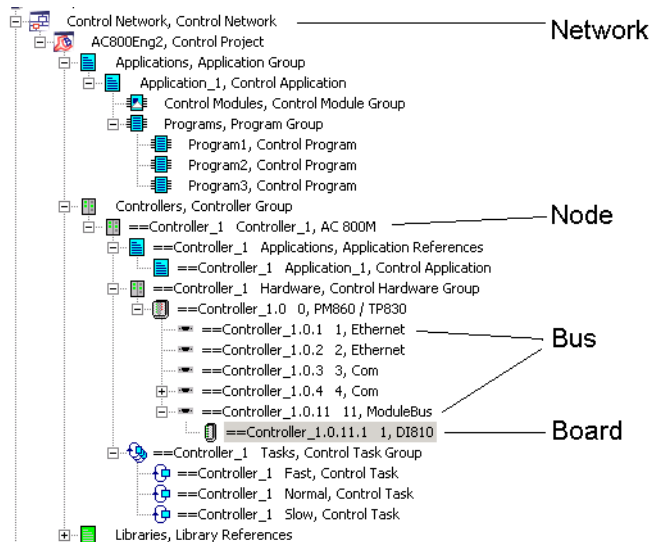 Control Network, Control Network
Network
AC800Eng2, Control Project
Applications, Application Group
Application_1, Control Application
Control Modules, Control Module Group
Programs, Program Group
Program1, Control Program
Program2, Control Program
Program3, Control Program
Controllers, Controller Group
==Controller_1 Controller_1, AC 800M
Node
==Controller_1 Applications, Application References
==Controller_1 Application_1, Control Application
==Controller_1 Hardware, Control Hardware Group
==Controller_1.0 0, PM860 / TP830
==Controller_1.0.1 1, Ethernet
Bus
==Controller_1.0.2 2, Ethernet
==Controller_1.0.3 3, Com
==Controller_1.0.4 4, Com
==Controller_1.0.11 11, ModuleBus
==Controller_1.0.11.1 1, DI810
Board
==Controller_1 Tasks, Control Task Group
==Controller_1 Fast, Control Task
==Controller_1 Normal, Control Task
==Controller_1 Slow, Control Task
Libraries, Library References